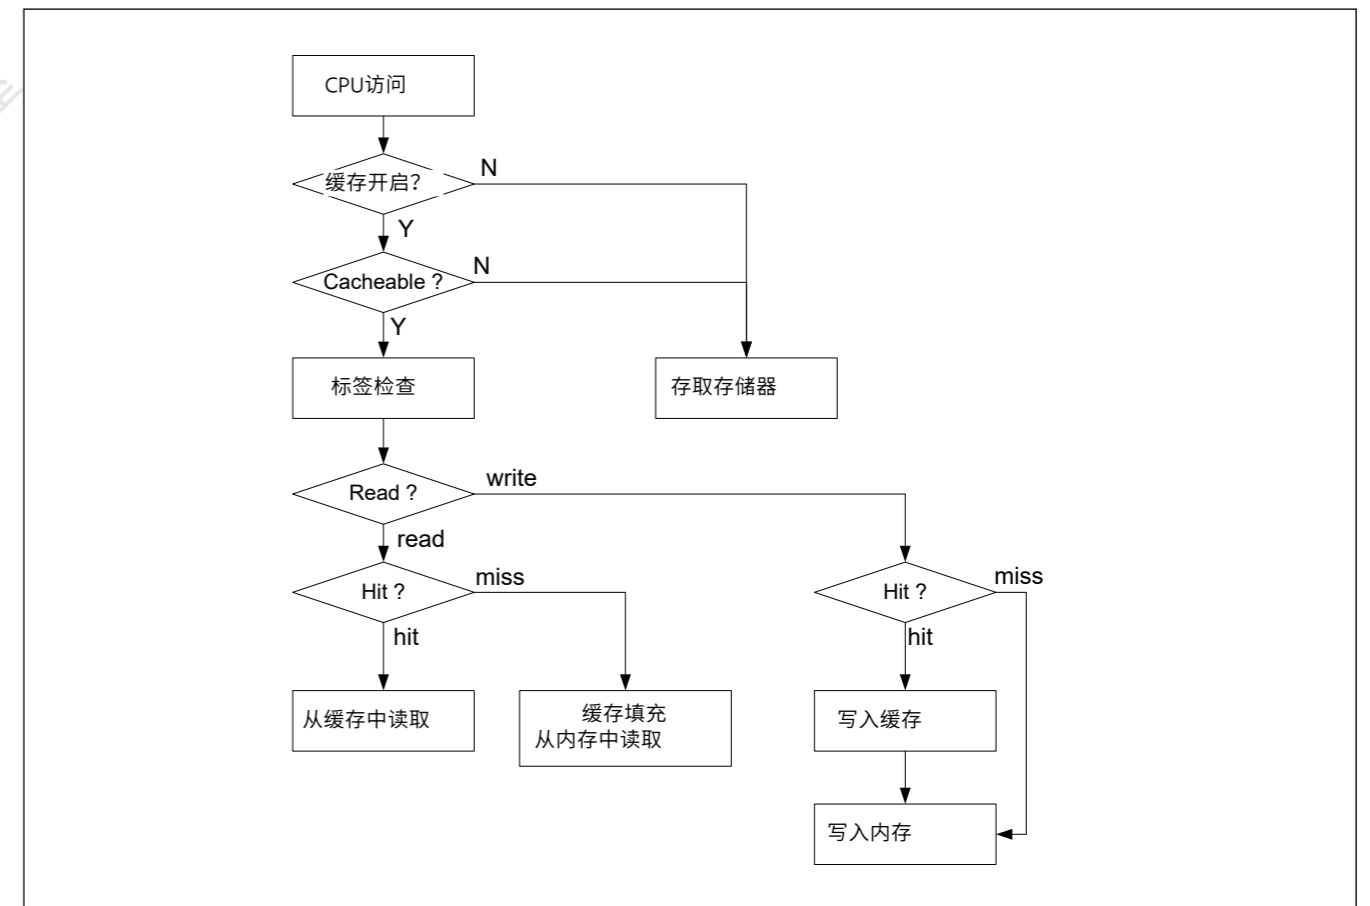 CPU访问
缓存开启?
N
Y
Cacheable ?
N
Y
标签检查
存取存储器
Read ?
write
read
Hit ?
miss
Hit ?
miss
hit
hit
从缓存中读取
缓存填充
从内存中读取
写入缓存
写入内存